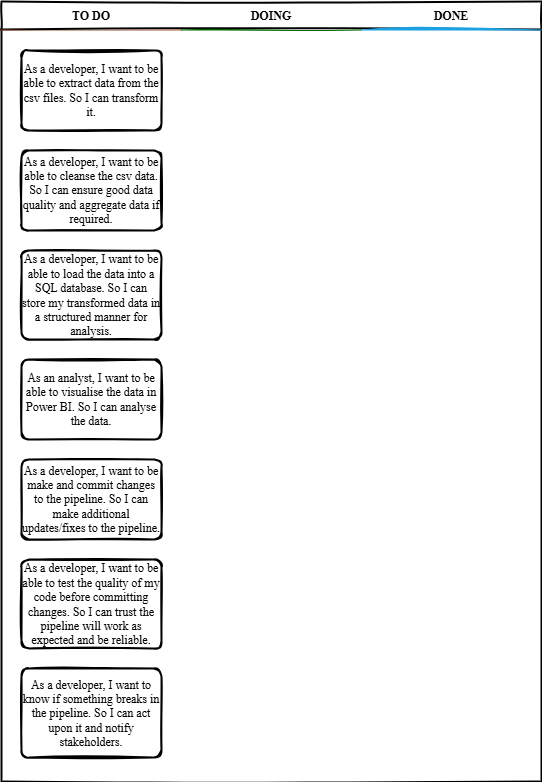 TO DO
DOING
DONE
As a developer, I want to be
able to extract data from the
csv files. So I can transform
it.
As a developer, I want to be
able to cleanse the csv data.
So I can ensure good data
quality and aggregate data if
required.
As a developer, I want to be
able to load the data into a
SQL database. So I can
store my transformed data in
a structured manner for
analysis.
As an analyst, I want to be
able to visualise the data in
Power BI. So I can analyse
the data.
As a developer, I want to be
make and commit changes
to the pipeline. So I can
make additional
updates/fixes to the pipeline.
As a developer, I want to be
able to test the quality of my
code before committing
changes. So I can trust the
pipeline will work as
expected and be reliable.
As a developer, I want to
know if something breaks in
the pipeline. So I can act
upon it and notify
stakeholders.